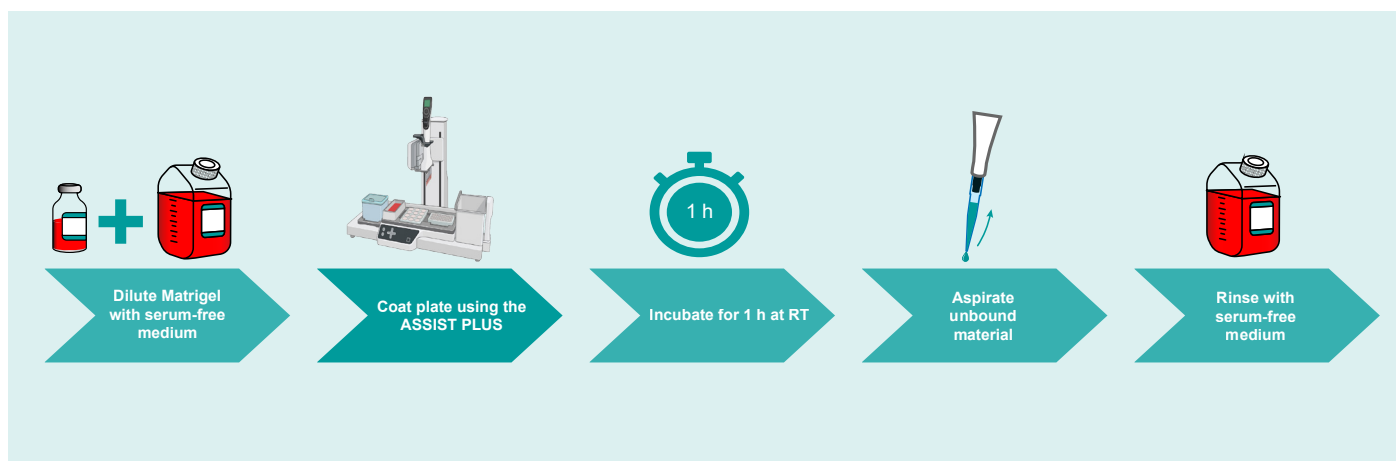 1 h
Dilute Matrigel
with serum-free
medium
Coat plate using the
ASSIST PLUS
Incubate for 1 h at RT
Aspirate
unbound
material
Rinse with
serum-free
medium